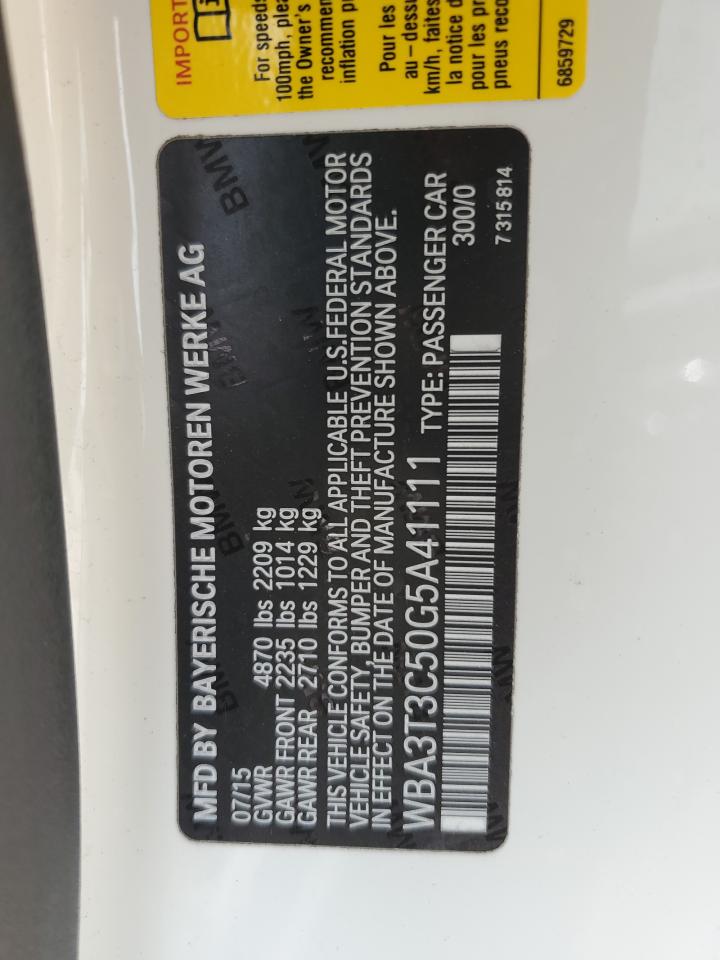 MFD BY BAYERISCHE MOTOREN WERKE AG
07/15
GVWR 4870 lbs 2209 kg
GAWR FRONT 2235 lbs 1014 kg
GAWR REAR 2710 lbs 1229 kg
THIS VEHICLE CONFORMS TO ALL APPLICABLE U.S.FEDERAL MOTOR
VEHICLE SAFETY, BUMPER AND THEFT PREVENTION STANDARDS
IN EFFECT ON THE DATE OF MANUFACTURE SHOWN ABOVE.
WBA3T3C50G5A41111 TYPE: PASSENGER CAR
300/0
7 315 814
IMPORT
For speeds
100mph, plea
the Owner's
recommen
inflation pr
Pour les
au-dessu
km/h, faites
la notice d
pour les pr
pneus reco
6859729